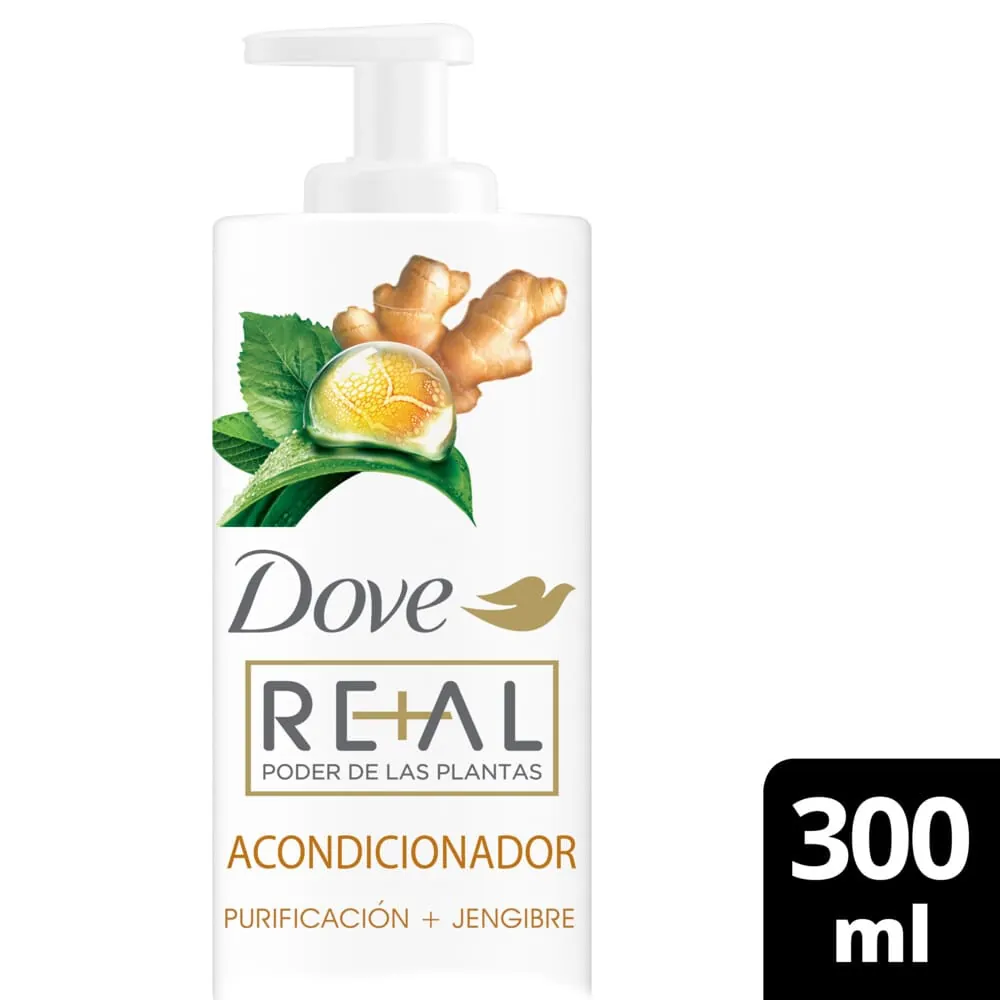 Dove
RE+AL
PODER DE LAS PLANTAS
ACONDICIONADOR
PURIFICACIÓN + JENGIBRE
300
ml